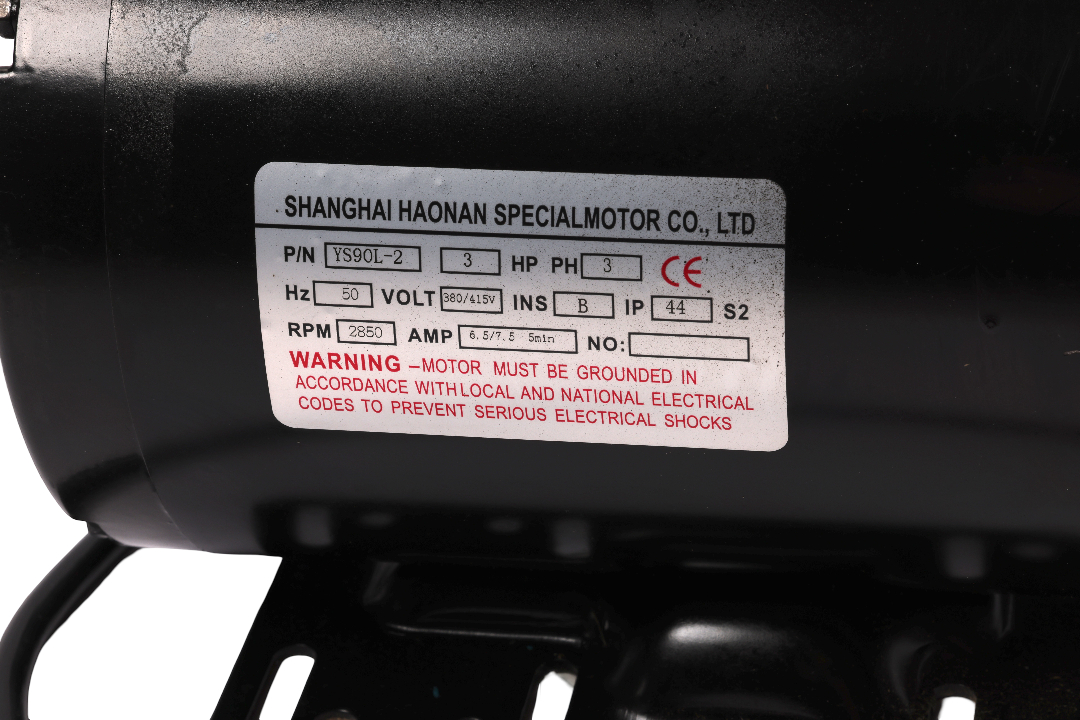 SHANGHAI HAONAN SPECIALMOTOR CO., LTD
P/N YS90L-2 3 HP PH 3 CE
Hz 50 VOLT 380/415V INS B IP 44 S2
RPM 2850 AMP 6.5/7.5 5min NO:
WARNING –MOTOR MUST BE GROUNDED IN
ACCORDANCE WITH LOCAL AND NATIONAL ELECTRICAL
CODES TO PREVENT SERIOUS ELECTRICAL SHOCKS